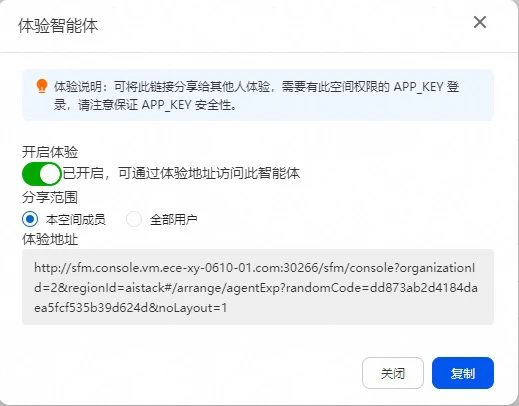 体验智能体
体验说明：可将此链接分享给其他人体验，需要有此空间权限的 APP_KEY 登
录，请注意保证 APP_KEY 安全性。
开启体验
已开启，可通过体验地址访问此智能体
分享范围
本空间成员 全部用户
体验地址
http://sfm.console.vm.ece-xy-0610-01.com:30266/sfm/console?organizationI
d=2&regionId=aistack#/arrange/agentExp?randomCode=dd873ab2d4184da
ea5fcf535b39d624d&noLayout=1
关闭 复制